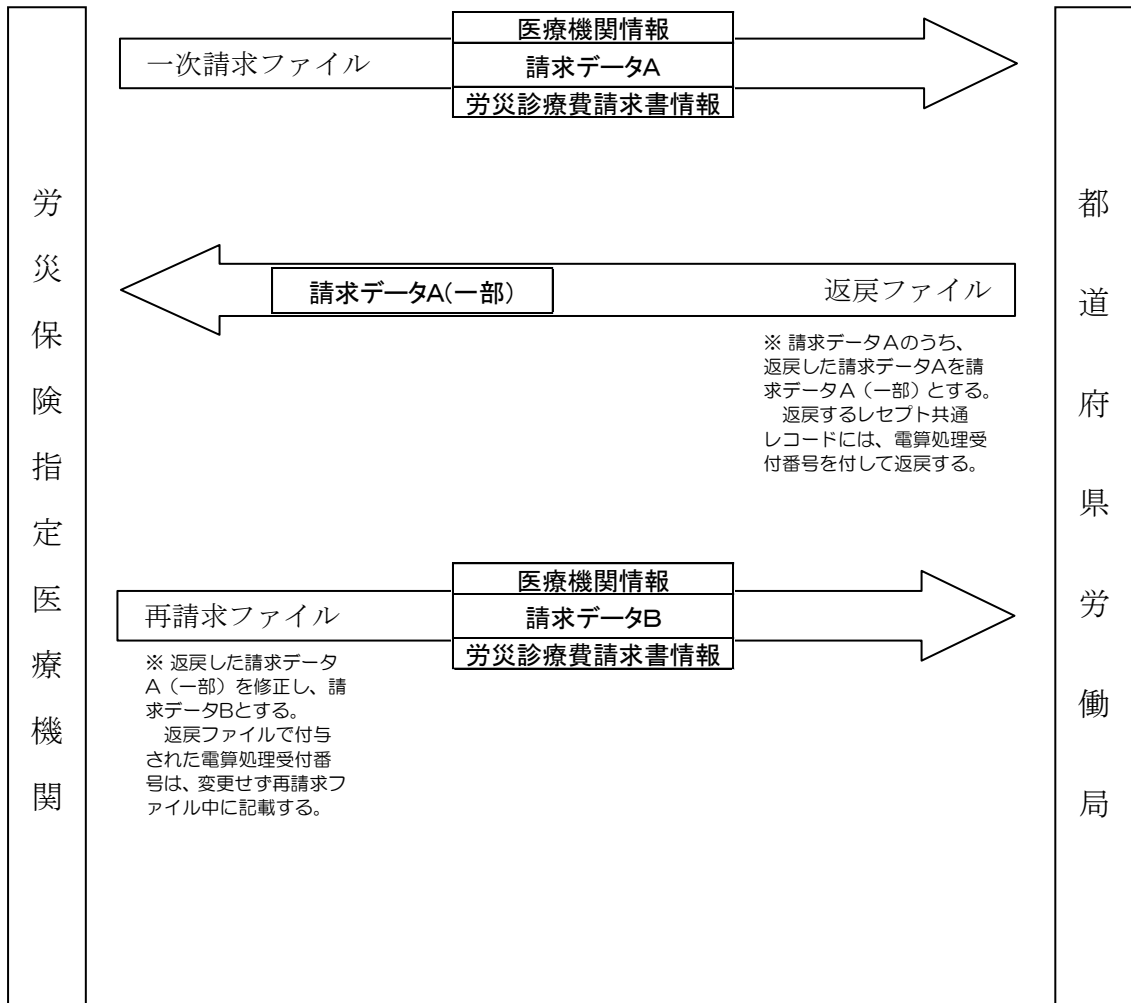 労災保険指定医療機関
都道府県労働局
一次請求ファイル
医療機関情報
請求データA
労災診療費請求書情報
請求データA(一部)
返戻ファイル
※ 請求データAのうち、
返戻した請求データAを請
求データA（一部）とする。
　返戻するレセプト共通
レコードには、電算処理受
付番号を付して返戻する。
再請求ファイル
医療機関情報
請求データB
労災診療費請求書情報
※ 返戻した請求データ
A（一部）を修正し、請
求データBとする。
　返戻ファイルで付与
された電算処理受付番
号は、変更せず再請求フ
ァイル中に記載する。